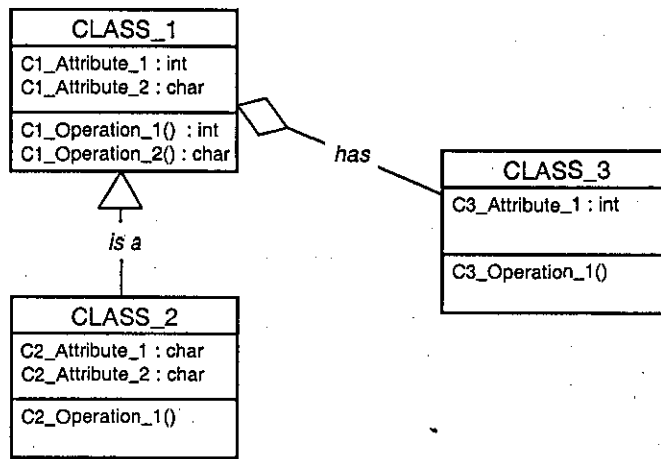 CLASS_1
C1_Attribute_1 : int
C1_Attribute_2 : char
C1_Operation_1() : int
C1_Operation_2() : char
has
CLASS_3
C3_Attribute_1 : int
C3_Operation_1()
is a
CLASS_2
C2_Attribute_1 : char
C2_Attribute_2 : char
C2_Operation_1()